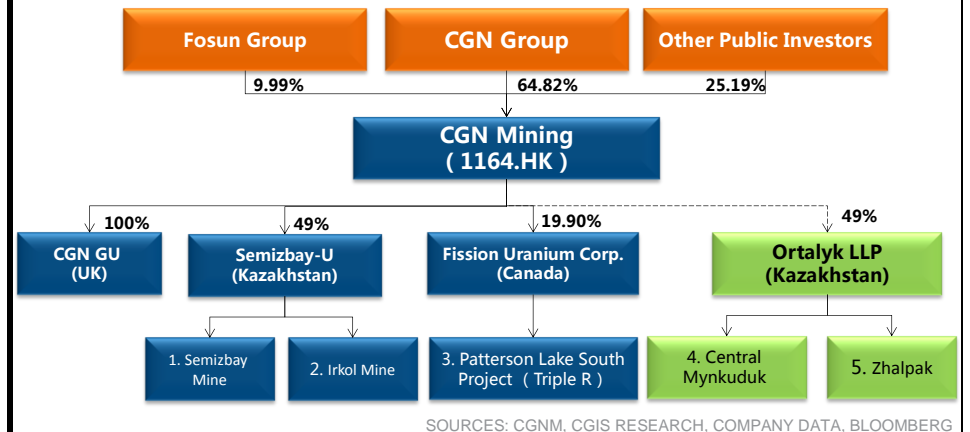 Fosun Group
CGN Group
Other Public Investors
9.99%
64.82%
25.19%
CGN Mining
( 1164.HK )
100%
49%
19.90%
49%
CGN GU
(UK)
Semizbay-U
(Kazakhstan)
Fission Uranium Corp.
(Canada)
Ortalyk LLP
(Kazakhstan)
1. Semizbay
Mine
2. Irkol Mine
3. Patterson Lake South
Project ( Triple R )
4. Central
Mynkuduk
5. Zhalpak
SOURCES: CGNM, CGIS RESEARCH, COMPANY DATA, BLOOMBERG